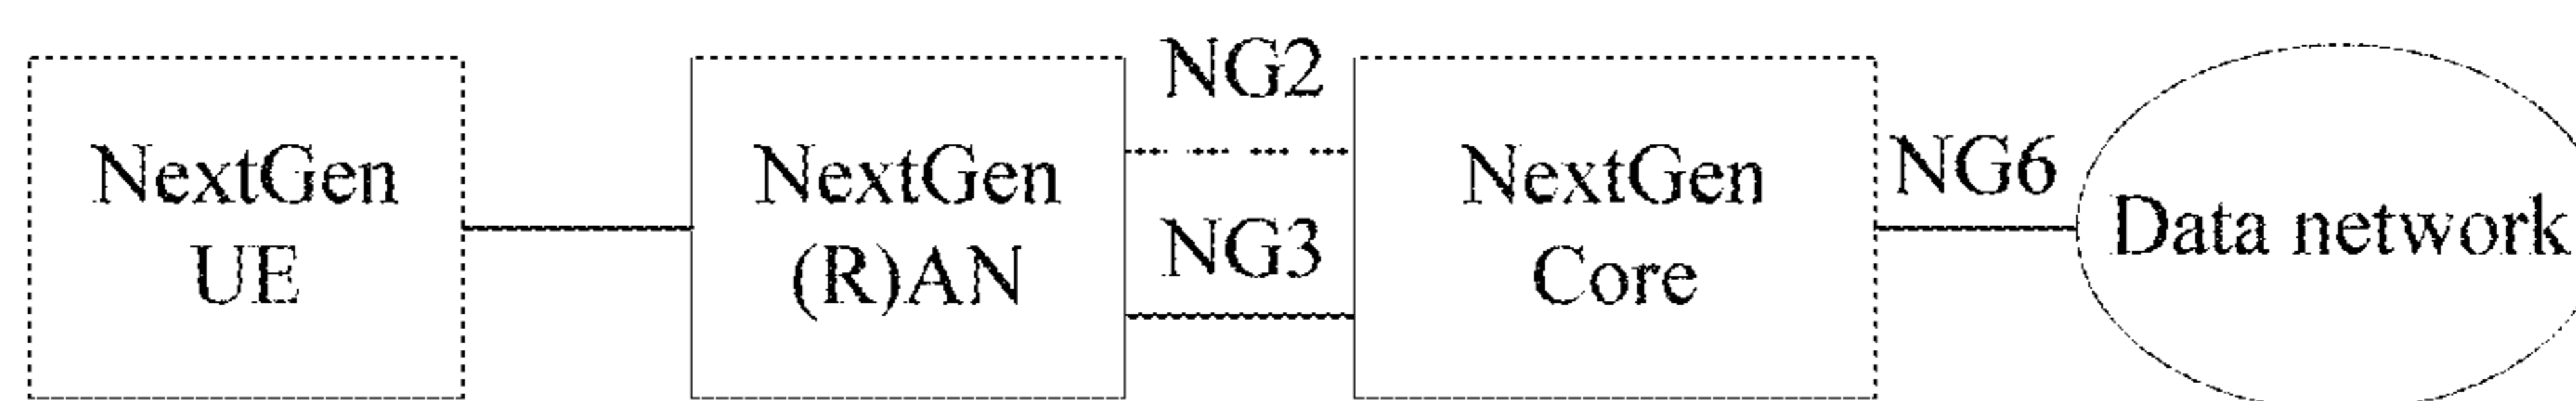 NextGen
UE
NextGen
(R)AN
NG2
NG3
NextGen
Core
NG6
Data network